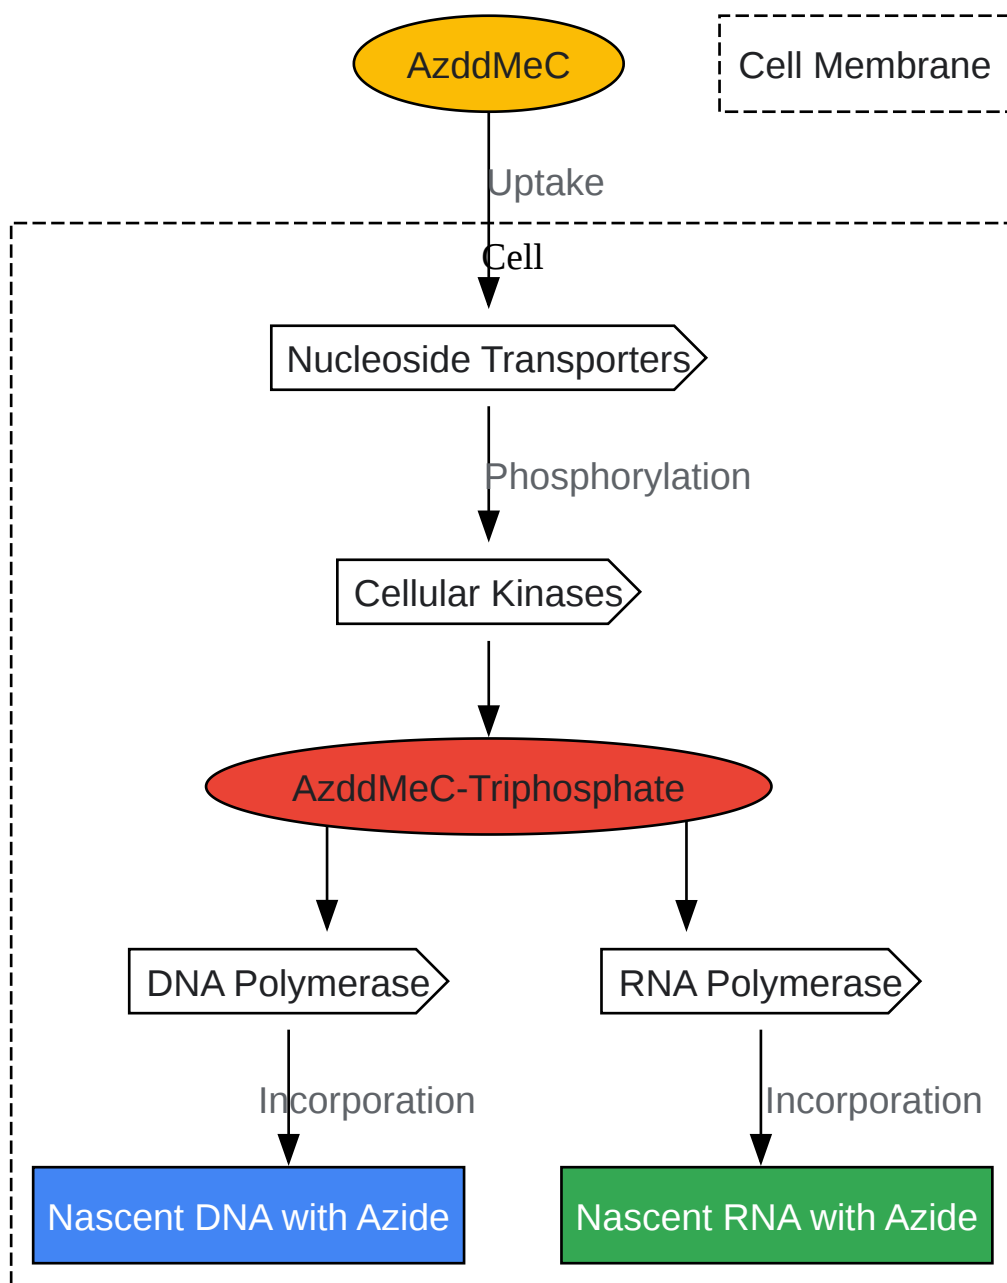 AzddMeC
Cell Membrane
Uptake
Cell
Nucleoside Transporters
Phosphorylation
Cellular Kinases
AzddMeC-Triphosphate
DNA Polymerase
RNA Polymerase
Incorporation
Incorporation
Nascent DNA with Azide
Nascent RNA with Azide